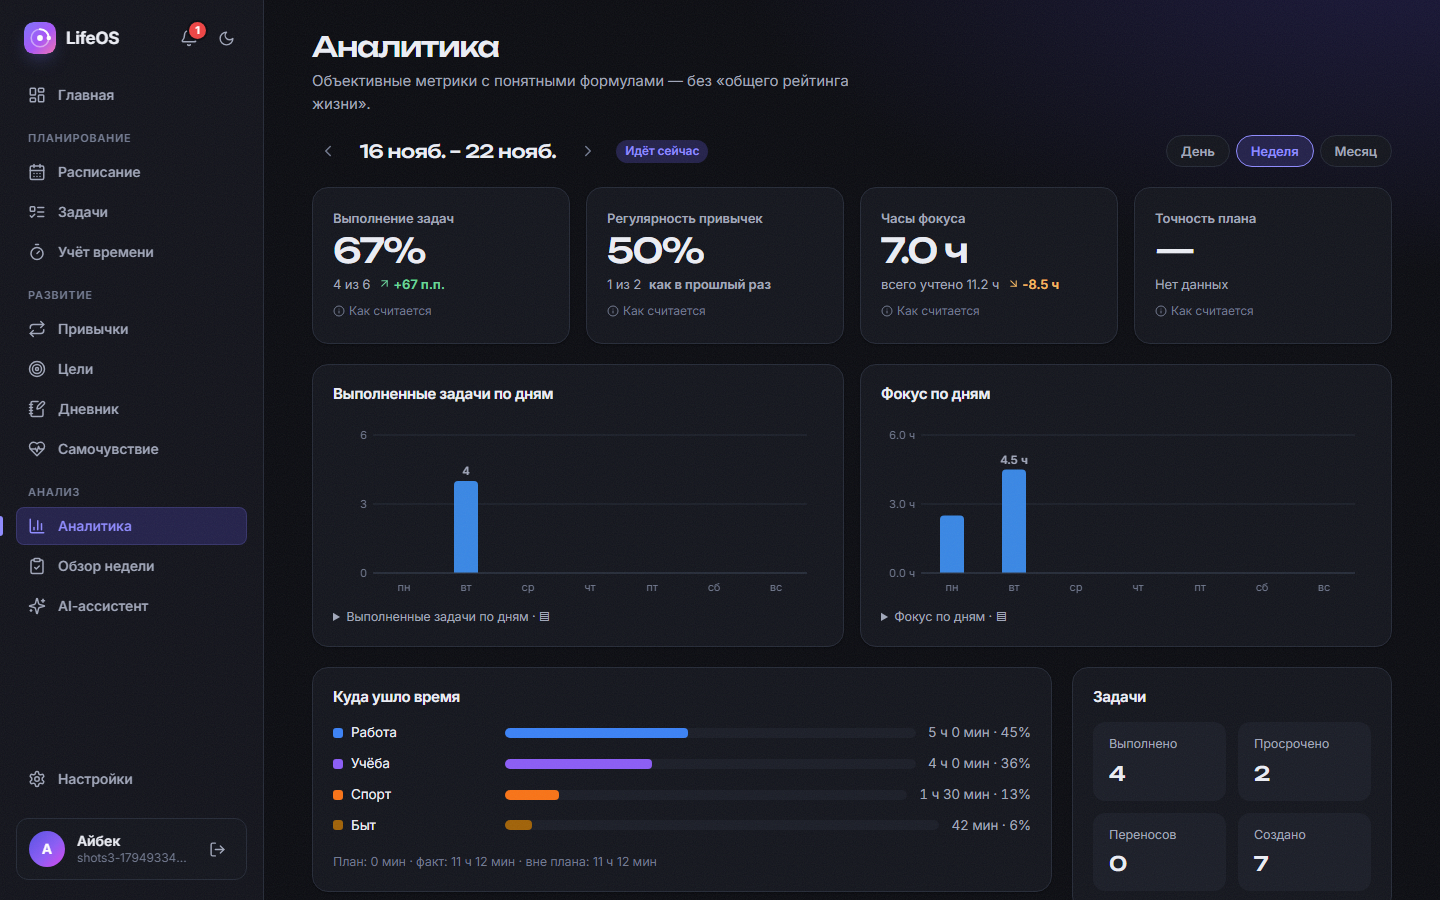 LifeOS
1
Главная
ПЛАНИРОВАНИЕ
Расписание
Задачи
Учёт времени
РАЗВИТИЕ
Привычки
Цели
Дневник
Самочувствие
АНАЛИЗ
Аналитика
Обзор недели
AI-ассистент
Настройки
А
Айбек
shots3-17949334...
Аналитика
Объективные метрики с понятными формулами — без «общего рейтинга
жизни».
16 нояб. – 22 нояб.
Идёт сейчас
День
Неделя
Месяц
Выполнение задач
67%
4 из 6 +67 п.п.
Как считается
Регулярность привычек
50%
1 из 2 как в прошлый раз
Как считается
Часы фокуса
7.0 ч
всего учтено 11.2 ч -8.5 ч
Как считается
Точность плана
—
Нет данных
Как считается
Выполненные задачи по дням
6
4
3
0
пн вт ср чт пт сб вс
Выполненные задачи по дням ·
Фокус по дням
6.0 ч
4.5 ч
3.0 ч
0.0 ч
пн вт ср чт пт сб вс
Фокус по дням ·
Куда ушло время
Работа 5 ч 0 мин · 45%
Учёба 4 ч 0 мин · 36%
Спорт 1 ч 30 мин · 13%
Быт 42 мин · 6%
План: 0 мин · факт: 11 ч 12 мин · вне плана: 11 ч 12 мин
Задачи
Выполнено
4
Просрочено
2
Переносов
0
Создано
7